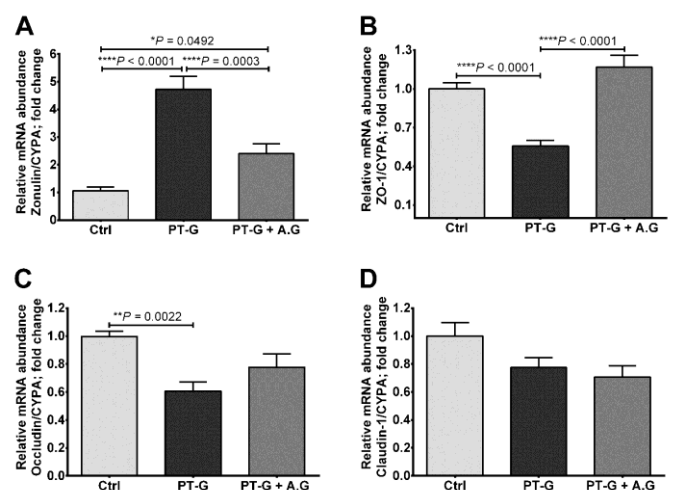 A
*P = 0.0492
****P < 0.0001 ****P = 0.0003
Relative mRNA abundance
Zonulin/CYPA; fold change
6
5
4
3
2
1
0
Ctrl PT-G PT-G + A.G
B
****P < 0.0001
****P < 0.0001
Relative mRNA abundance
ZO-1/CYPA; fold change
1.3
1.0
0.7
0.4
0.1
Ctrl PT-G PT-G + A.G
C
**P = 0.0022
Relative mRNA abundance
Occludin/CYPA; fold change
1.2
1.0
0.8
0.6
0.4
0.2
0.0
Ctrl PT-G PT-G + A.G
D
Relative mRNA abundance
Claudin-1/CYPA; fold change
1.2
1.0
0.8
0.6
0.4
0.2
0.0
Ctrl PT-G PT-G + A.G